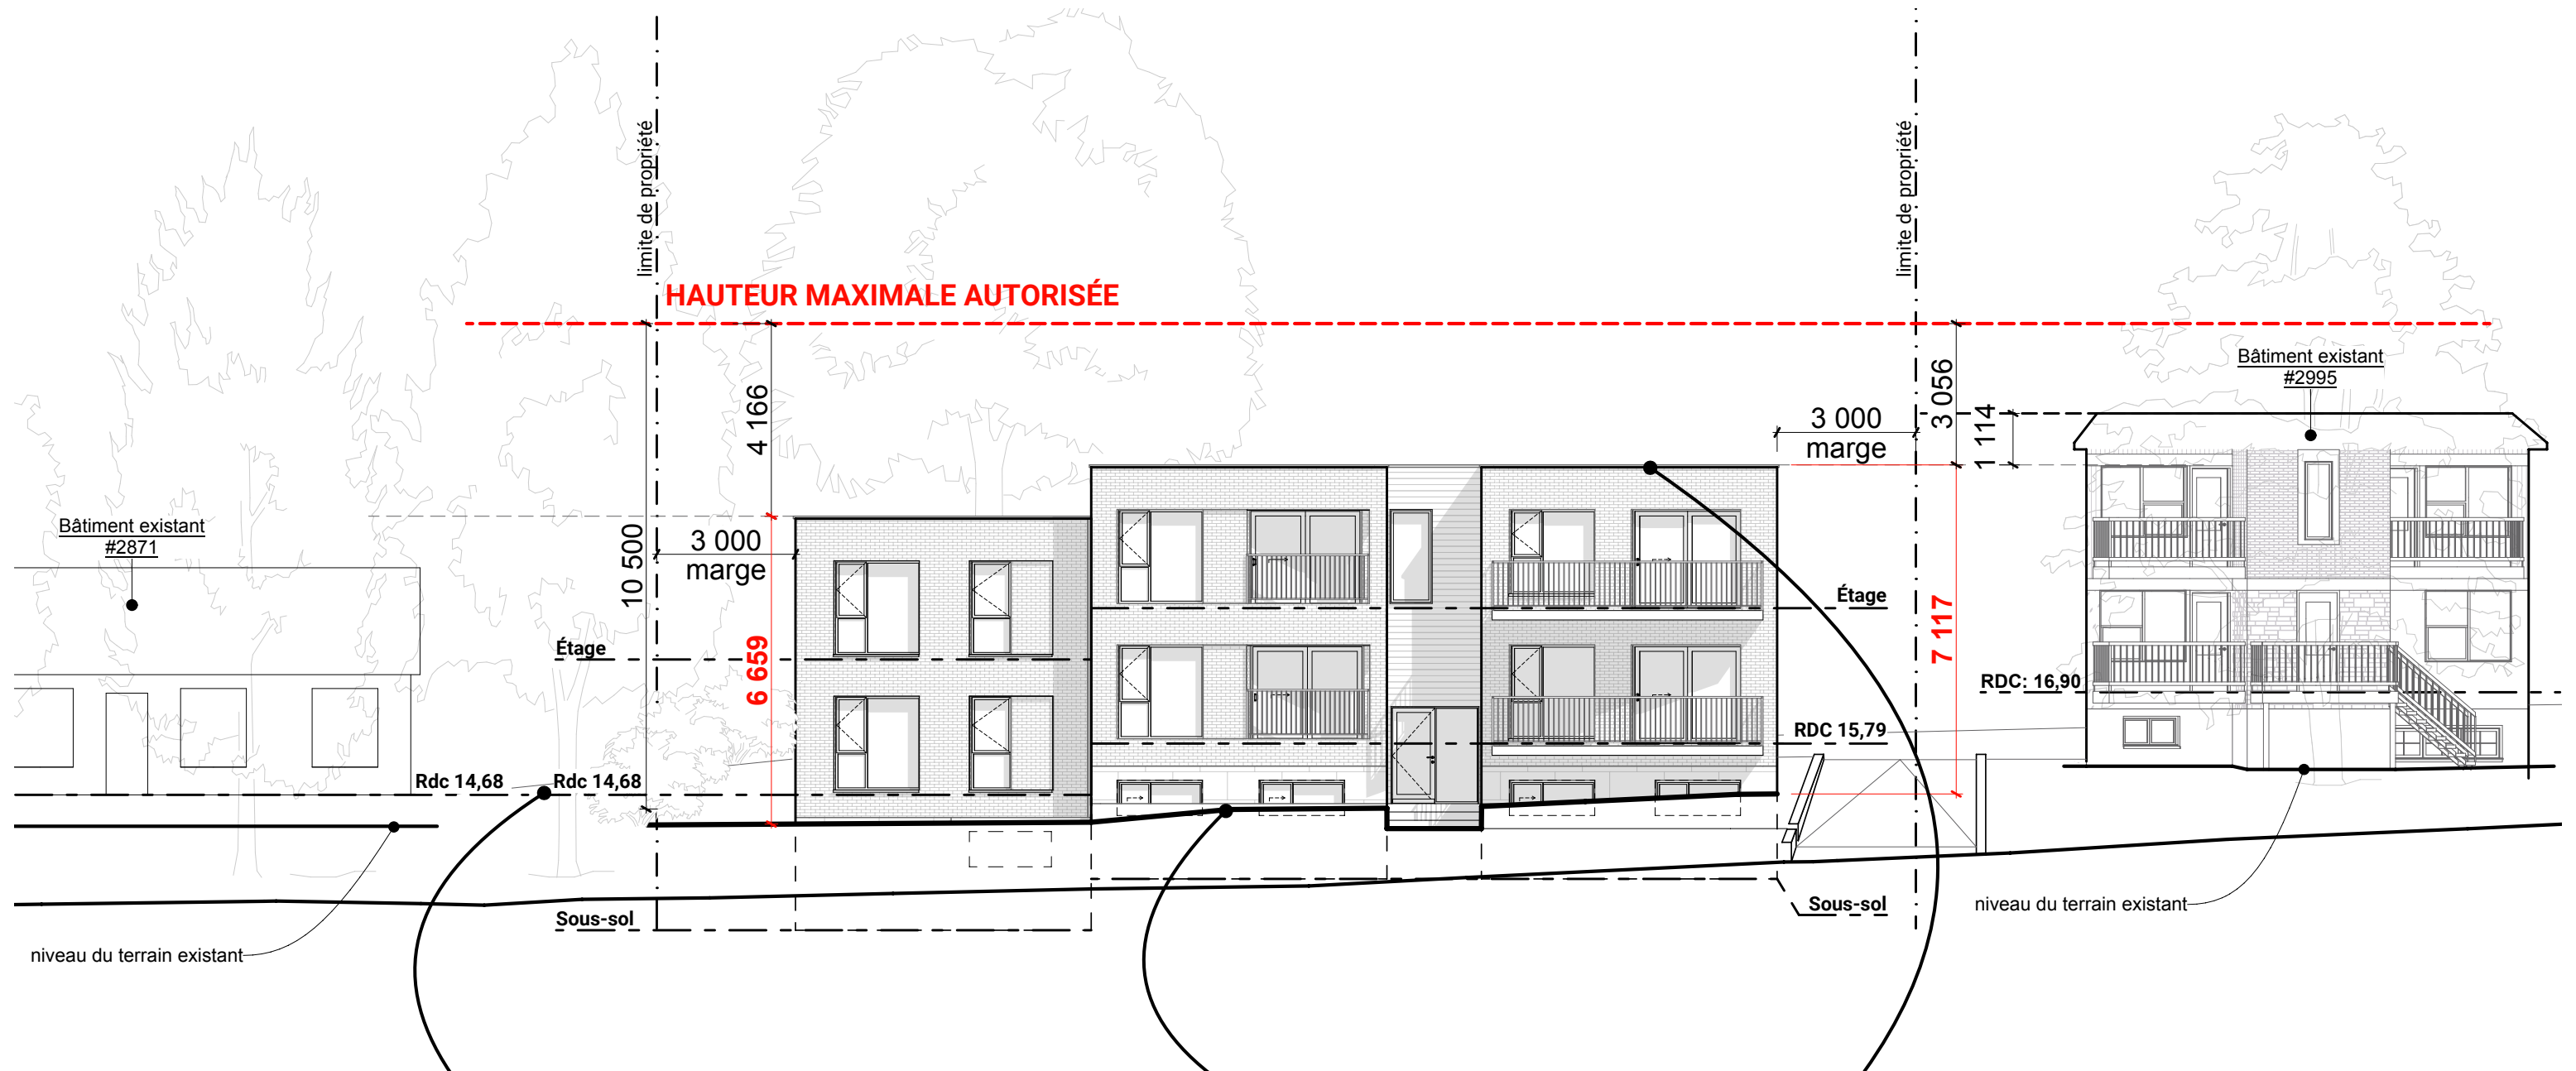 limite de propriété
limite de propriété
HAUTEUR MAXIMALE AUTORISÉE
Bâtiment existant
#2995
4 166
3 056
1 114
3 000
marge
Bâtiment existant
#2871
10 500
3 000
marge
Étage
Étage
6 659
7 117
RDC: 16,90
RDC 15,79
Rdc 14,68
Rdc 14,68
Sous-sol
Sous-sol
niveau du terrain existant
niveau du terrain existant